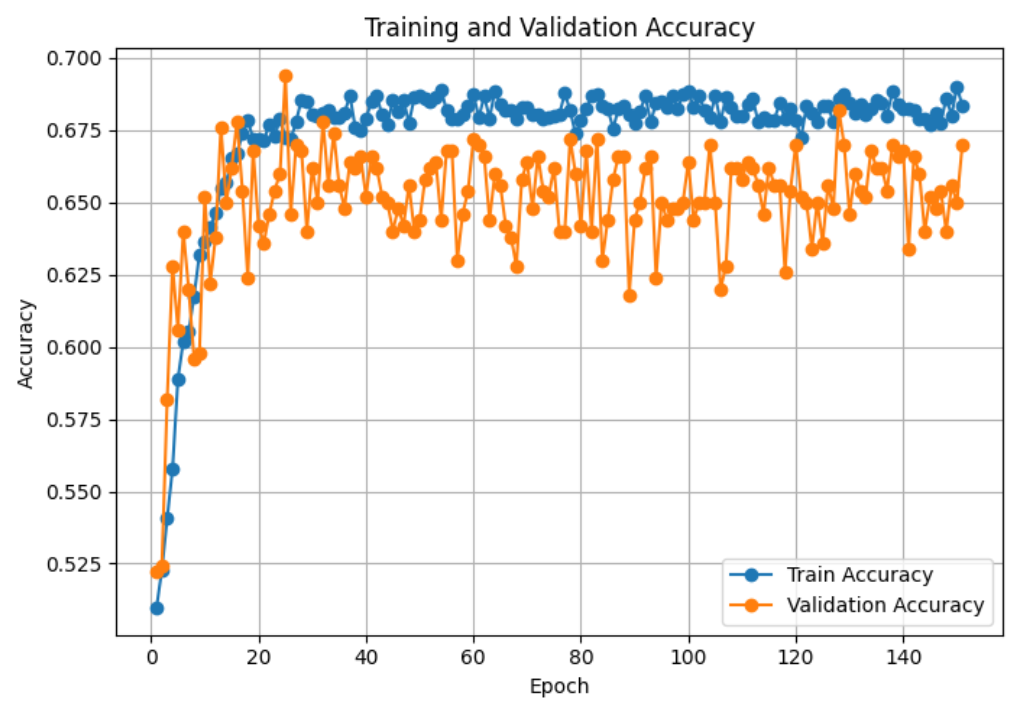 Training and Validation Accuracy
0.700
0.675
0.650
0.625
0.600
0.575
0.550
0.525
Accuracy
0 20 40 60 80 100 120 140
Epoch
Train Accuracy
Validation Accuracy